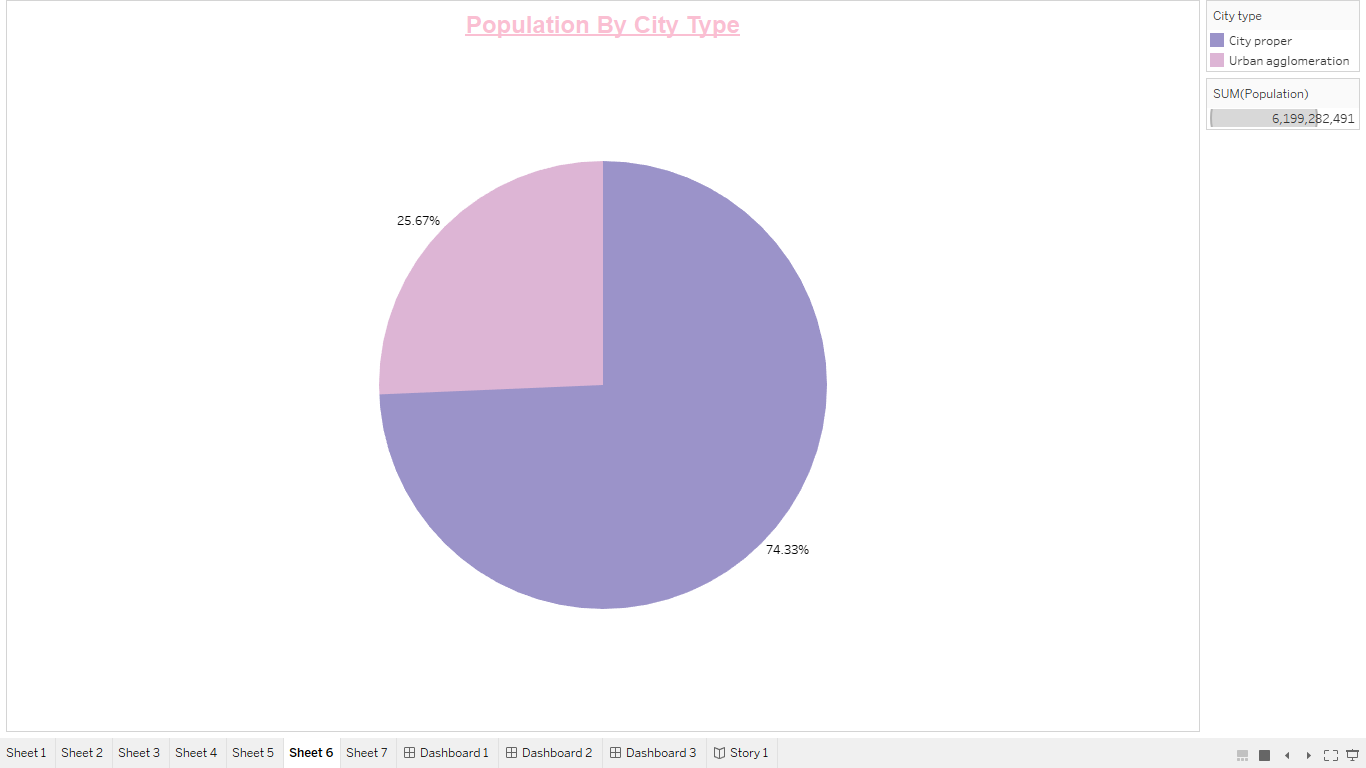 Population By City Type
City type
City proper
Urban agglomeration
SUM(Population)
6,199,282,491
25.67%
74.33%
Sheet 1 Sheet 2 Sheet 3 Sheet 4 Sheet 5 Sheet 6 Sheet 7 Dashboard 1 Dashboard 2 Dashboard 3 Story 1